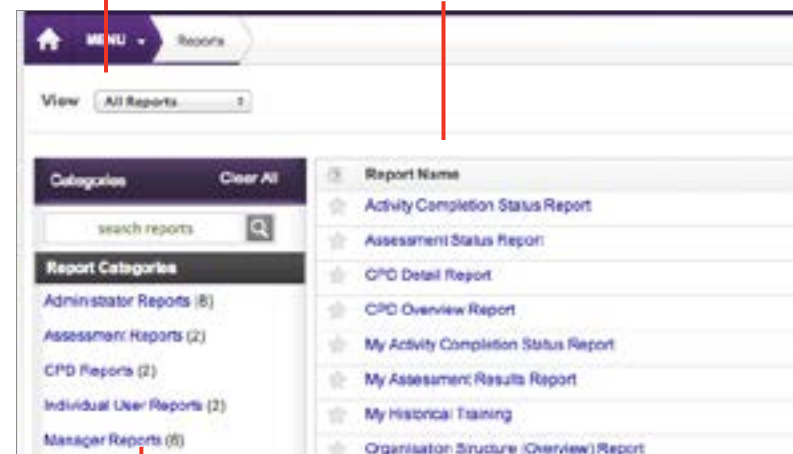 MENU
Reports
View All Reports
Categories Clear All
search reports
Report Categories
Administrator Reports (8)
Assessment Reports (2)
CPD Reports (2)
Individual User Reports (2)
Manager Reports (6)
Report Name
Activity Completion Status Report
Assessment Status Report
CPD Detail Report
CPD Overview Report
My Activity Completion Status Report
My Assessment Results Report
My Historical Training
Organisation Structure (Overview) Report